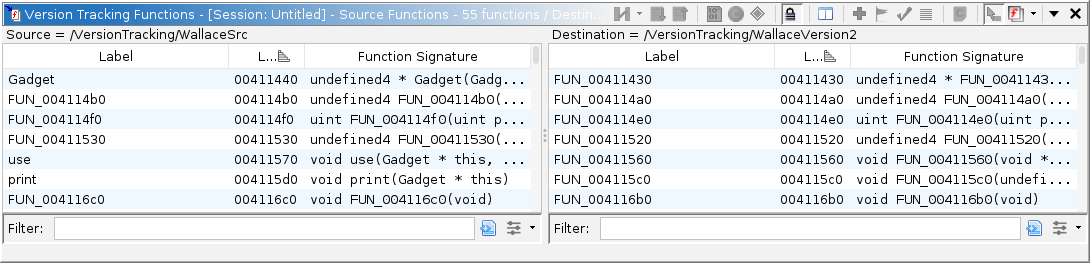 Version Tracking Functions - [Session: Untitled] - Source Functions - 55 functions / Destin...
Source = /VersionTracking/WallaceSrc
Label L... Function Signature
Gadget 00411440 undefined4 * Gadget(Gadg...
FUN_004114b0 004114b0 undefined4 FUN_004114b0(...
FUN_004114f0 004114f0 uint FUN_004114f0(uint p...
FUN_00411530 00411530 undefined4 FUN_00411530(...
use 00411570 void use(Gadget * this, ...
print 004115d0 void print(Gadget * this)
FUN_004116c0 004116c0 void FUN_004116c0(void)
Filter:
Destination = /VersionTracking/WallaceVersion2
Label L... Function Signature
FUN_00411430 00411430 undefined4 * FUN_0041143...
FUN_004114a0 004114a0 undefined4 FUN_004114a0(...
FUN_004114e0 004114e0 uint FUN_004114e0(uint p...
FUN_00411520 00411520 undefined4 FUN_00411520(...
FUN_00411560 00411560 void FUN_00411560(void *...
FUN_004115c0 004115c0 void FUN_004115c0(undefi...
FUN_004116b0 004116b0 void FUN_004116b0(void)
Filter: